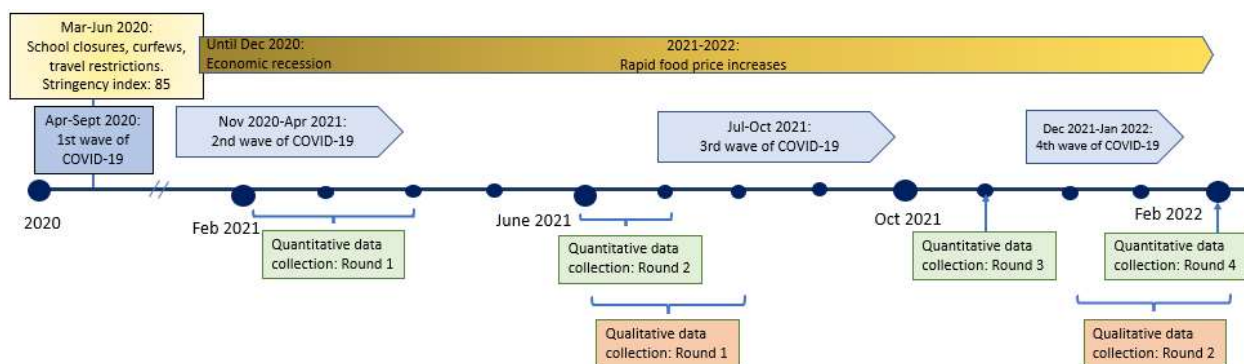 Mar-Jun 2020:
School closures, curfews,
travel restrictions.
Stringency index: 85
Until Dec 2020:
Economic recession
2021-2022:
Rapid food price increases
Apr-Sept 2020:
1st wave of
COVID-19
Nov 2020-Apr 2021:
2nd wave of COVID-19
Jul-Oct 2021:
3rd wave of COVID-19
Dec 2021-Jan 2022:
4th wave of COVID-19
2020
Feb 2021
June 2021
Oct 2021
Feb 2022
Quantitative data
collection: Round 1
Quantitative data
collection: Round 2
Quantitative data
collection: Round 3
Quantitative data
collection: Round 4
Qualitative data
collection: Round 1
Qualitative data
collection: Round 2